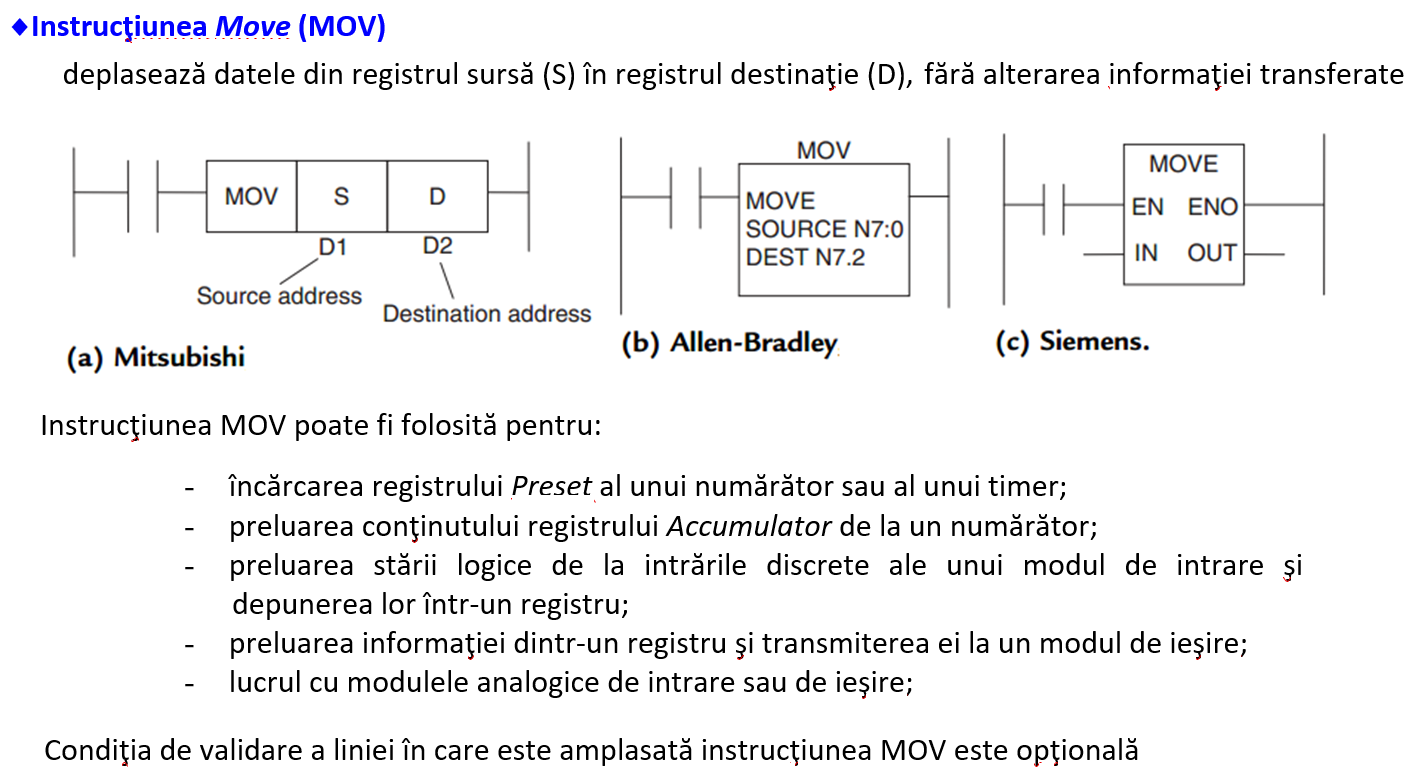 ♦Instrucţiunea Move (MOV)
deplasează datele din registrul sursă (S) în registrul destinaţie (D), fără alterarea informaţiei transferate
MOV S D
D1 D2
Source address
Destination address
(a) Mitsubishi
MOV
MOVE
SOURCE N7:0
DEST N7.2
(b) Allen-Bradley
MOVE
EN ENO
IN OUT
(c) Siemens.
Instrucţiunea MOV poate fi folosită pentru:
- încărcarea registrului Preset al unui numărător sau al unui timer;
- preluarea conţinutului registrului Accumulator de la un numărător;
- preluarea stării logice de la intrările discrete ale unui modul de intrare şi
depunerea lor într-un registru;
- preluarea informaţiei dintr-un registru şi transmiterea ei la un modul de ieşire;
- lucrul cu modulele analogice de intrare sau de ieşire;
Condiţia de validare a liniei în care este amplasată instrucţiunea MOV este opţională